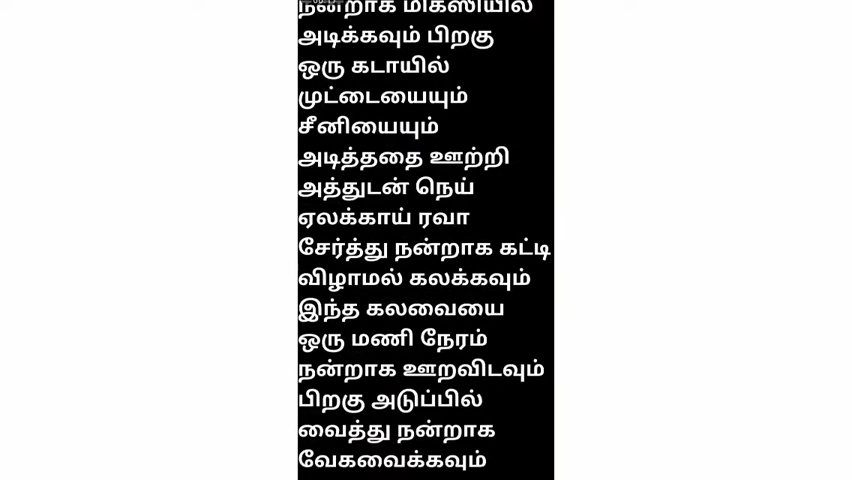 நன்றாக மிக்ஸியில்
அடிக்கவும் பிறகு
ஒரு கடாயில்
முட்டையையும்
சீனியையும்
அடித்ததை ஊற்றி
அத்துடன் நெய்
ஏலக்காய் ரவா
சேர்த்து நன்றாக கட்டி
விழாமல் கலக்கவும்
இந்த கலவையை
ஒரு மணி நேரம்
நன்றாக ஊறவிடவும்
பிறகு அடுப்பில்
வைத்து நன்றாக
வேகவைக்கவும்